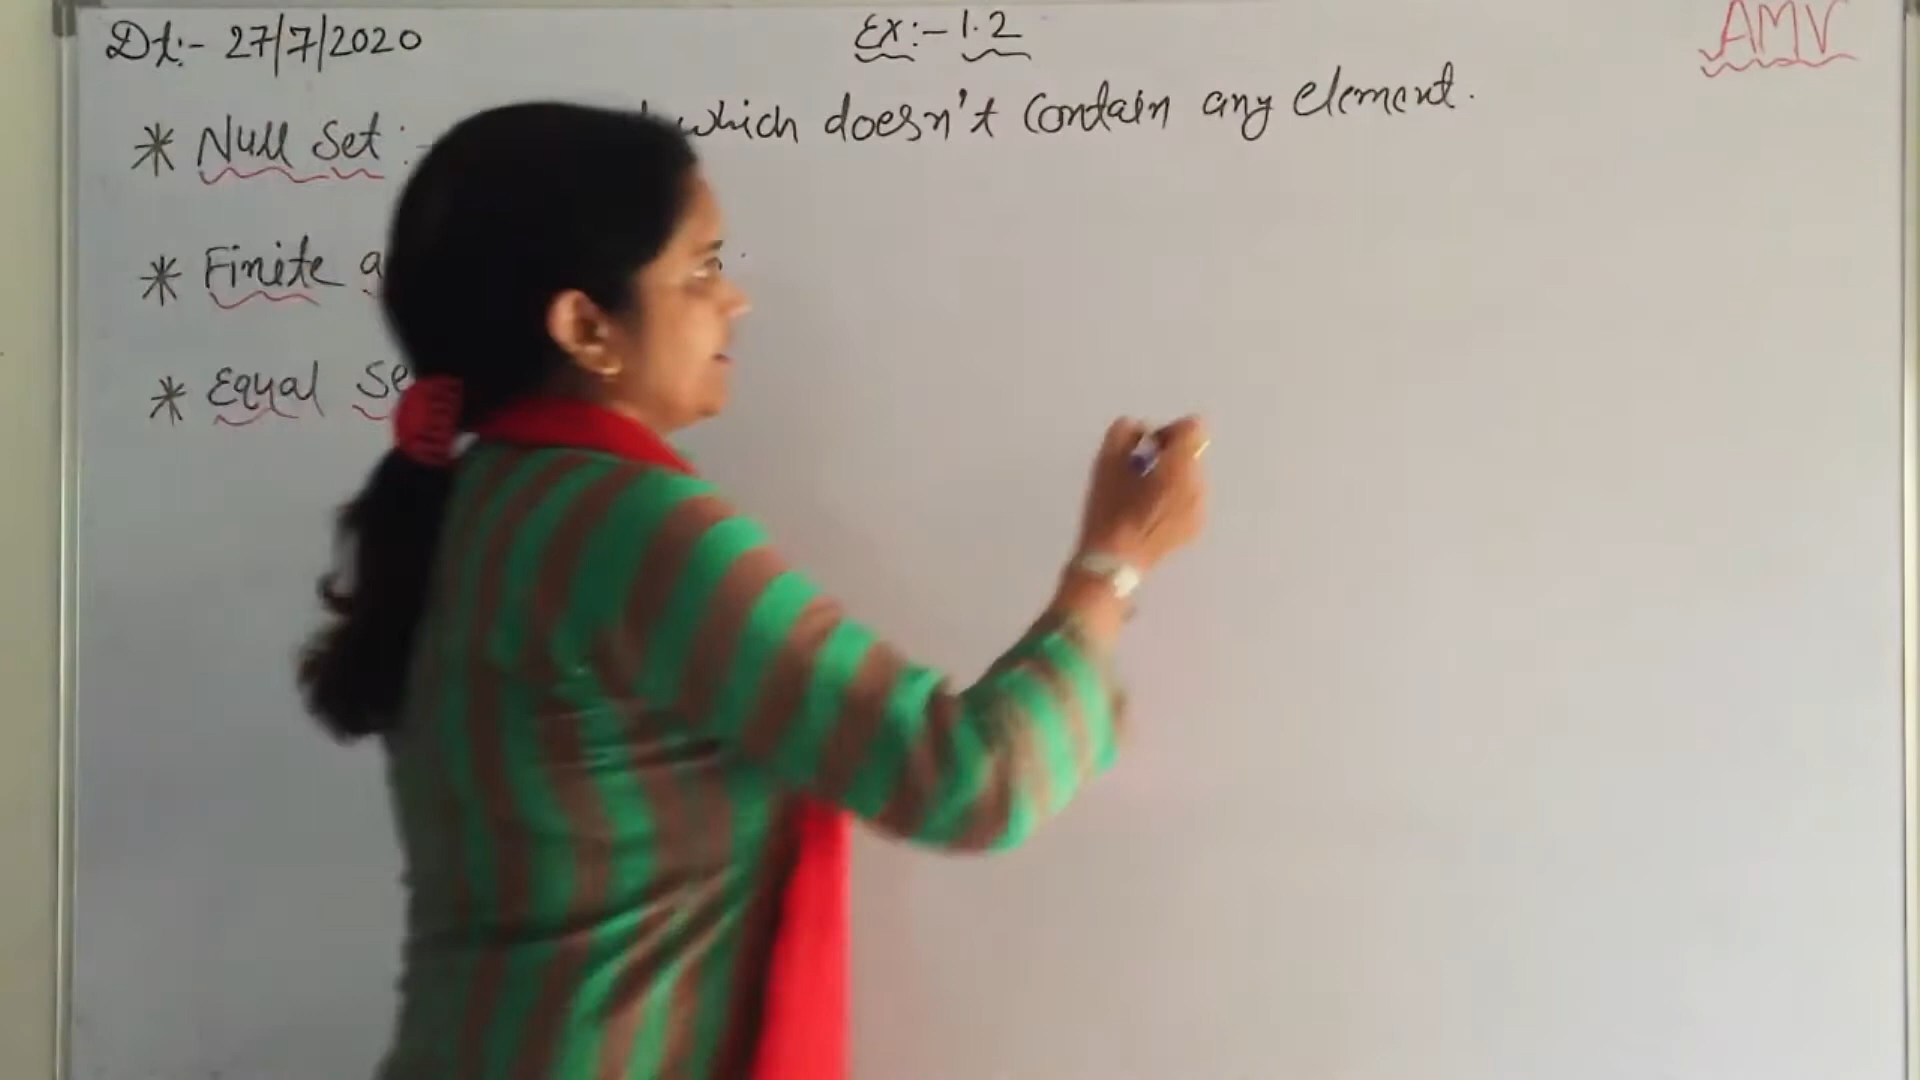 Dt:- 27/7/2020
Ex:- 1.2
AMV
* Null Set :- which doesn't contain any element.
* Finite
* Equal